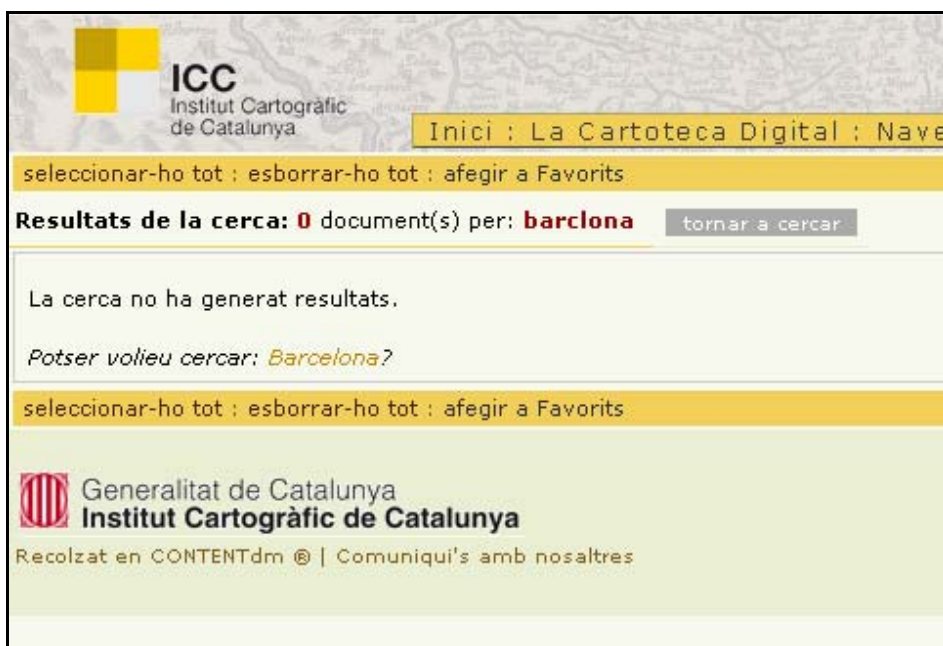 ICC
Institut Cartogràfic
de Catalunya
Inici : La Cartoteca Digital :
seleccionar-ho tot : esborrar-ho tot : afegir a Favorits
Resultats de la cerca: 0 document(s) per: barclona tornar a cercar
La cerca no ha generat resultats.
Potser volieu cercar: Barcelona?
seleccionar-ho tot : esborrar-ho tot : afegir a Favorits
Generalitat de Catalunya
Institut Cartogràfic de Catalunya
Recolzat en CONTENTdm ® | Comuniqui's amb nosaltres